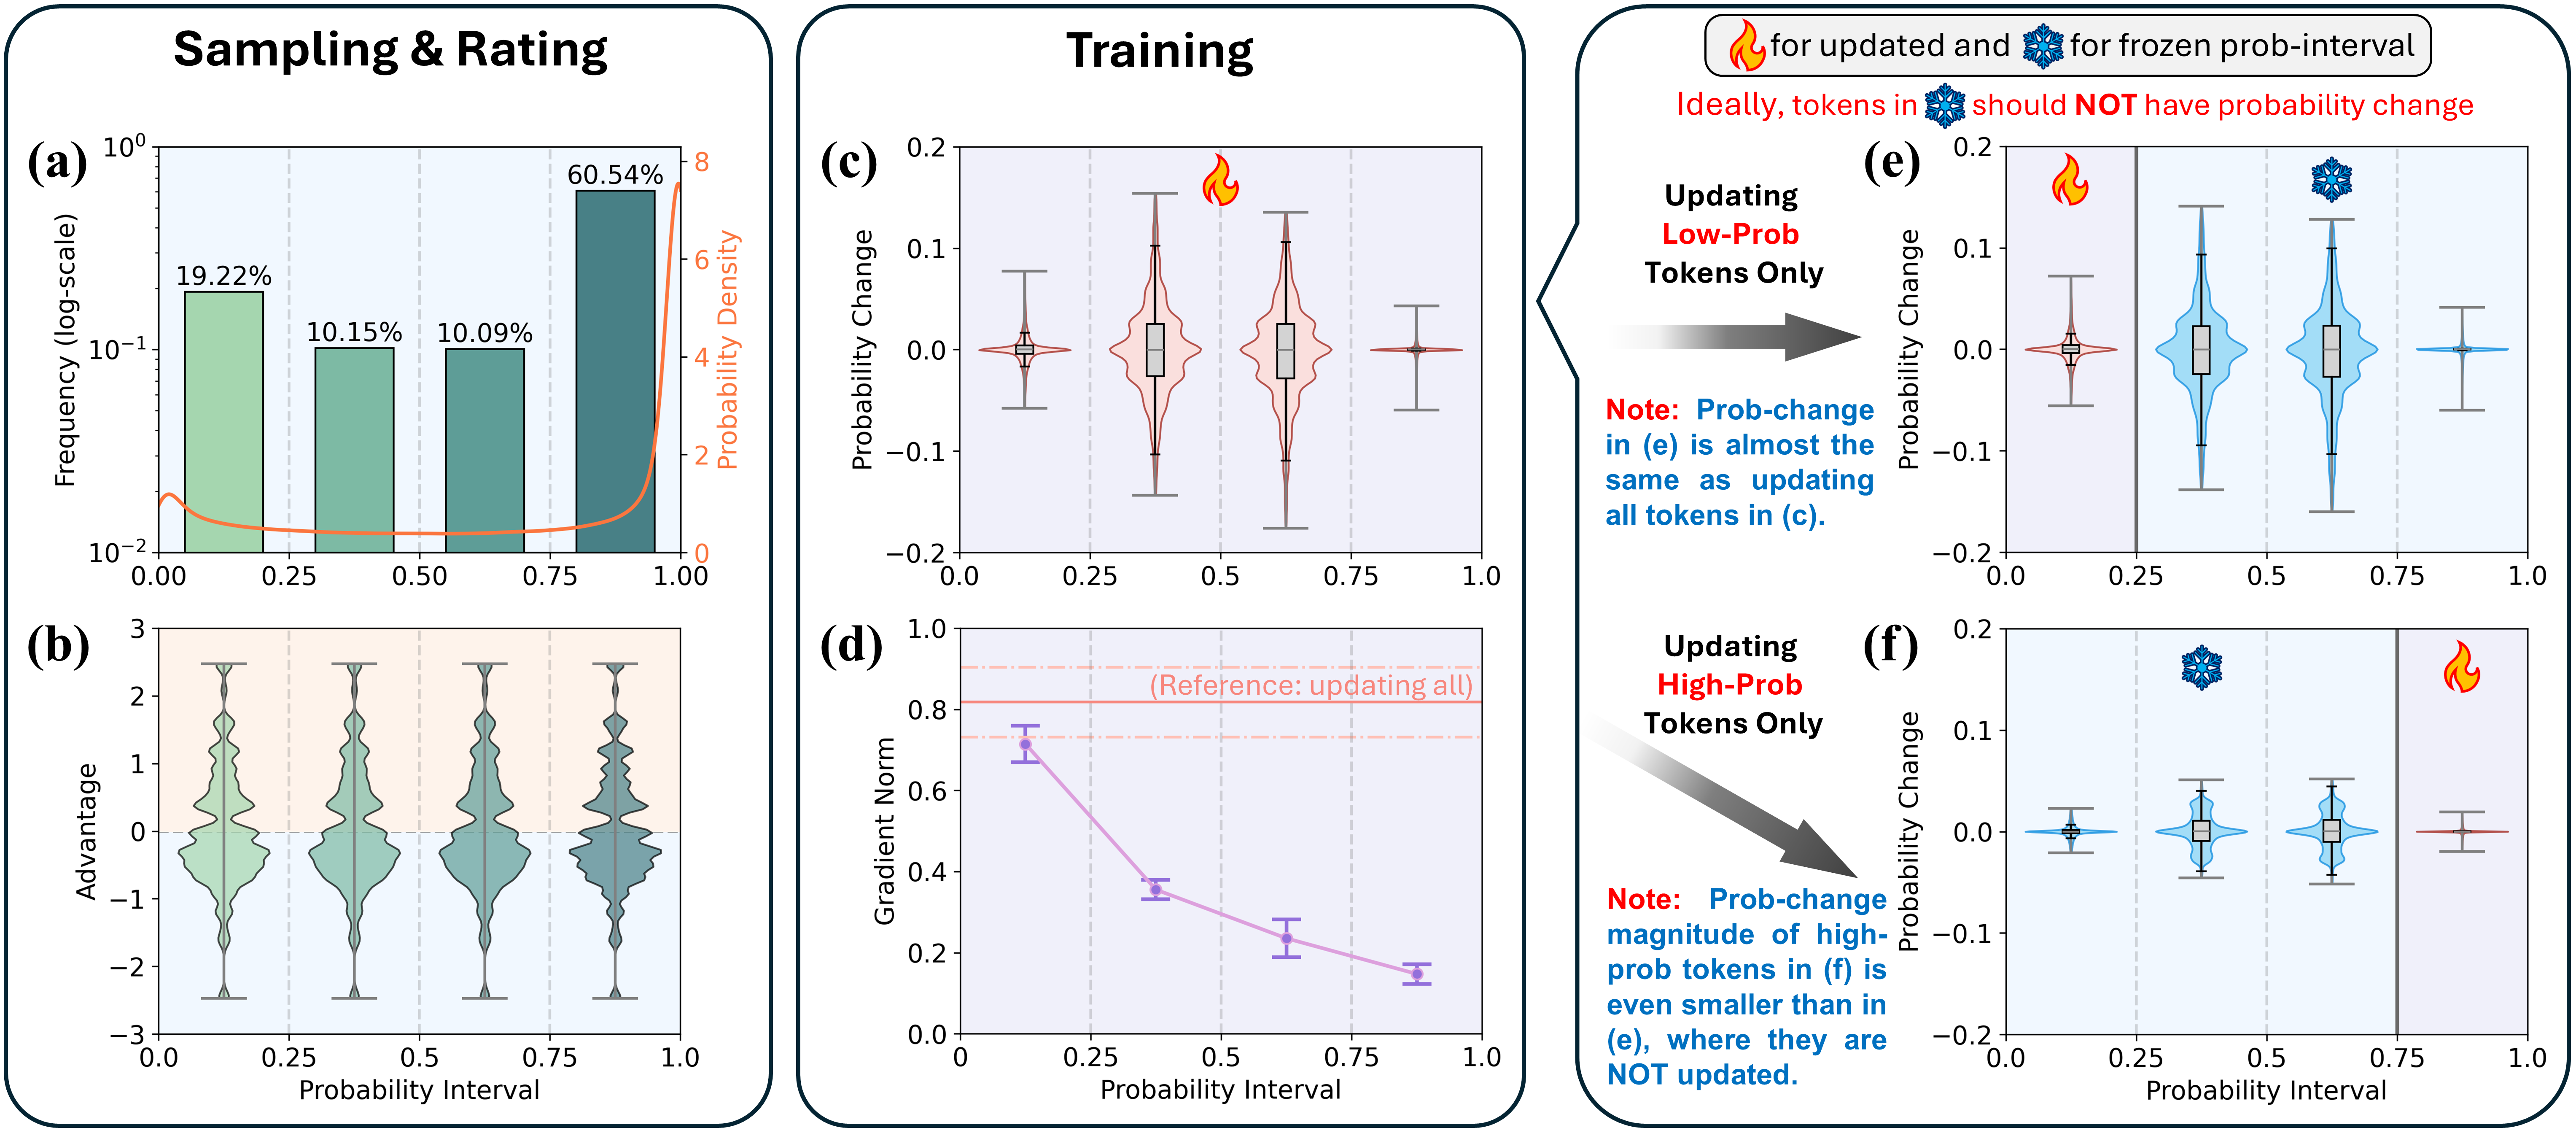 Sampling & Rating
(a)
10⁰
10⁻¹
10⁻²
Frequency (log-scale)
19.22%
10.15%
10.09%
60.54%
8
6
4
2
0
Probability Density
0.00 0.25 0.50 0.75 1.00
(b)
3
2
1
0
−1
−2
−3
Advantage
0.0 0.25 0.5 0.75 1.0
Probability Interval
Training
(c)
0.2
0.1
0.0
−0.1
−0.2
Probability Change
0.0 0.25 0.5 0.75 1.0
(d)
1.0
0.8
0.6
0.4
0.2
0.0
Gradient Norm
(Reference: updating all)
0 0.25 0.5 0.75 1.0
Probability Interval
for updated and for frozen prob-interval
Ideally, tokens in should NOT have probability change
Updating
Low-Prob
Tokens Only
Note: Prob-change
in (e) is almost the
same as updating
all tokens in (c).
(e)
0.2
0.1
0.0
−0.1
−0.2
Probability Change
0.0 0.25 0.5 0.75 1.0
Updating
High-Prob
Tokens Only
Note: Prob-change
magnitude of high-
prob tokens in (f) is
even smaller than in
(e), where they are
NOT updated.
(f)
0.2
0.1
0.0
−0.1
−0.2
Probability Change
0.0 0.25 0.5 0.75 1.0
Probability Interval